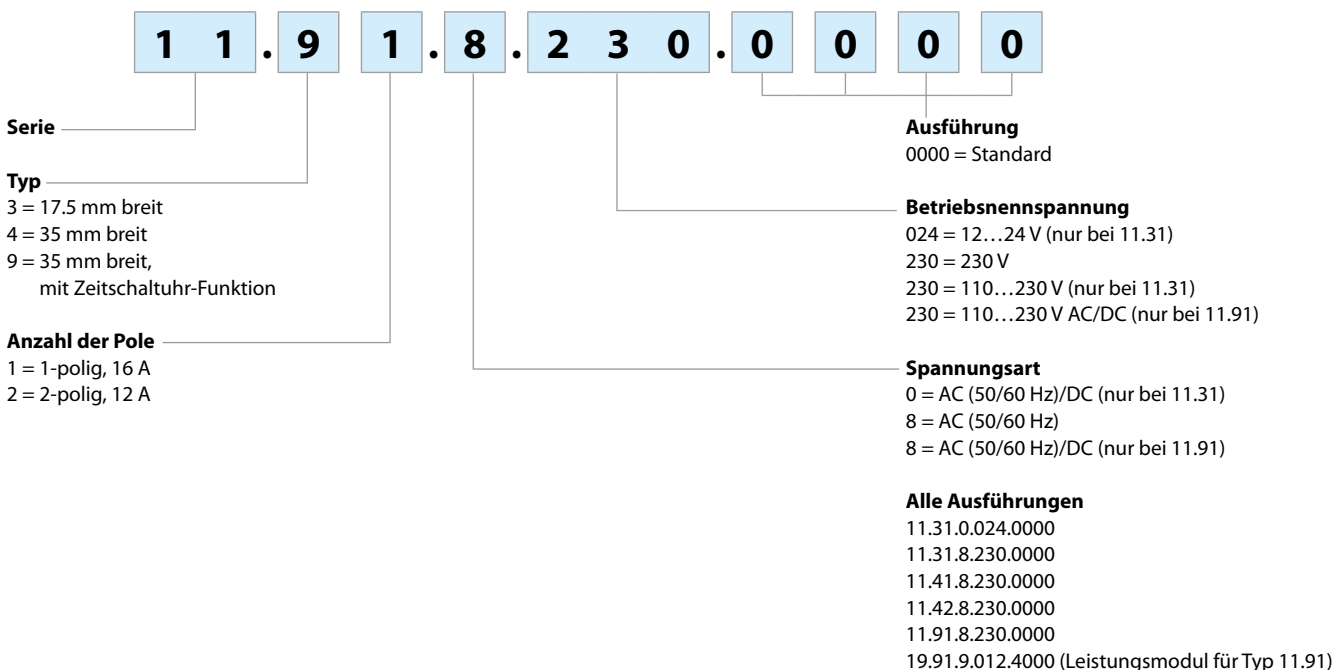 1 1 . 9 1 . 8 . 2 3 0 . 0 0 0 0
Serie
Typ
3 = 17.5 mm breit
4 = 35 mm breit
9 = 35 mm breit,
mit Zeitschaltuhr-Funktion
Anzahl der Pole
1 = 1-polig, 16 A
2 = 2-polig, 12 A
Ausführung
0000 = Standard
Betriebsnennspannung
024 = 12…24 V (nur bei 11.31)
230 = 230 V
230 = 110…230 V (nur bei 11.31)
230 = 110…230 V AC/DC (nur bei 11.91)
Spannungsart
0 = AC (50/60 Hz)/DC (nur bei 11.31)
8 = AC (50/60 Hz)
8 = AC (50/60 Hz)/DC (nur bei 11.91)
Alle Ausführungen
11.31.0.024.0000
11.31.8.230.0000
11.41.8.230.0000
11.42.8.230.0000
11.91.8.230.0000
19.91.9.012.4000 (Leistungsmodul für Typ 11.91)